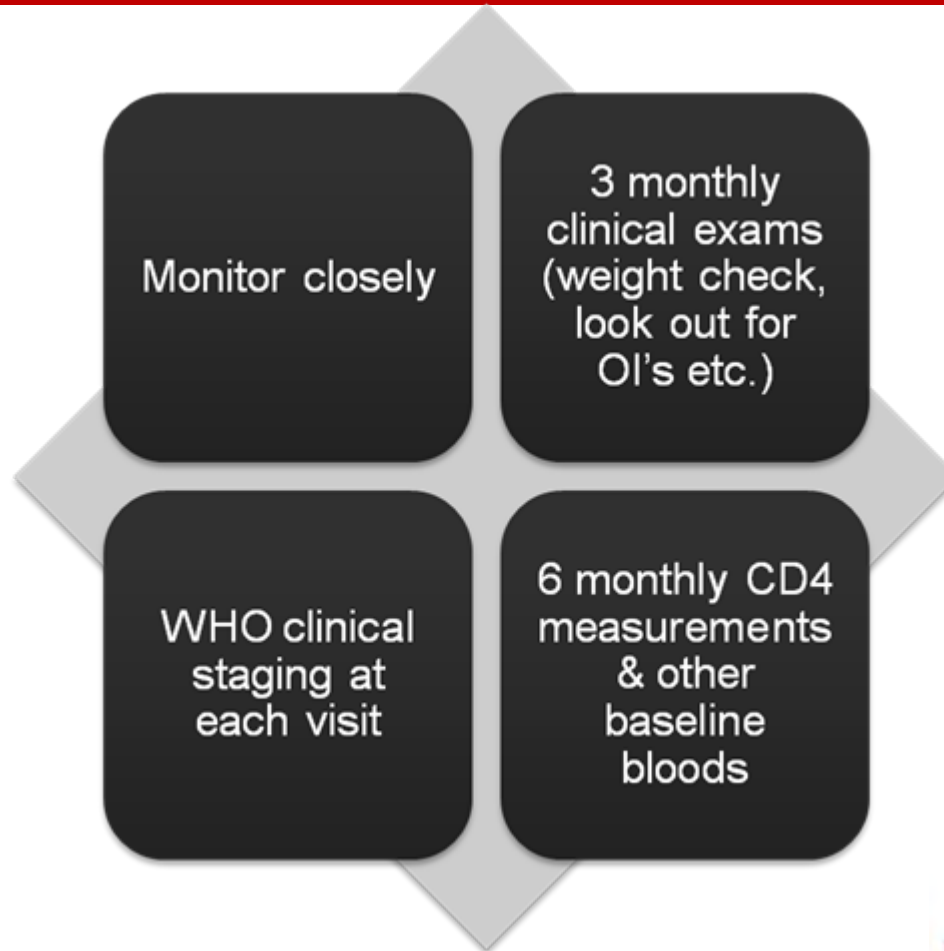 Monitor closely
3 monthly
clinical exams
(weight check,
look out for
OI's etc.)
WHO clinical
staging at
each visit
6 monthly CD4
measurements
& other
baseline
bloods